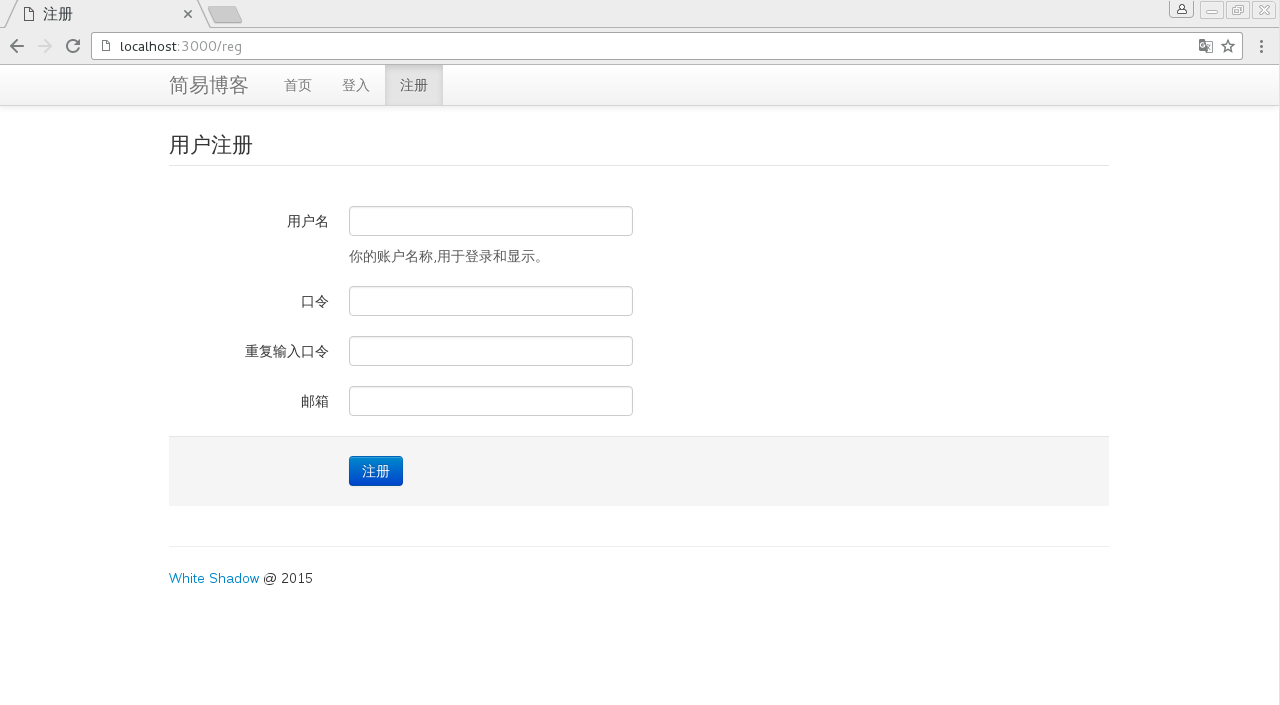 注册
localhost:3000/reg
简易博客 首页 登入 注册
用户注册
用户名
你的账户名称,用于登录和显示。
口令
重复输入口令
邮箱
注册
White Shadow @ 2015